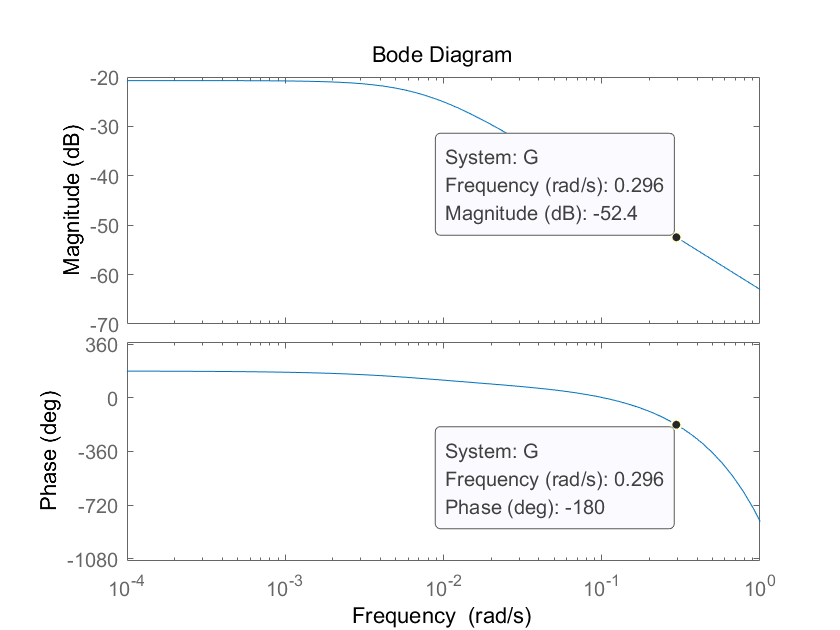 Bode Diagram
Magnitude (dB)
-20
-30
-40
-50
-60
-70
System: G
Frequency (rad/s): 0.296
Magnitude (dB): -52.4
Phase (deg)
360
0
-360
-720
-1080
System: G
Frequency (rad/s): 0.296
Phase (deg): -180
10^-4 10^-3 10^-2 10^-1 10^0
Frequency (rad/s)